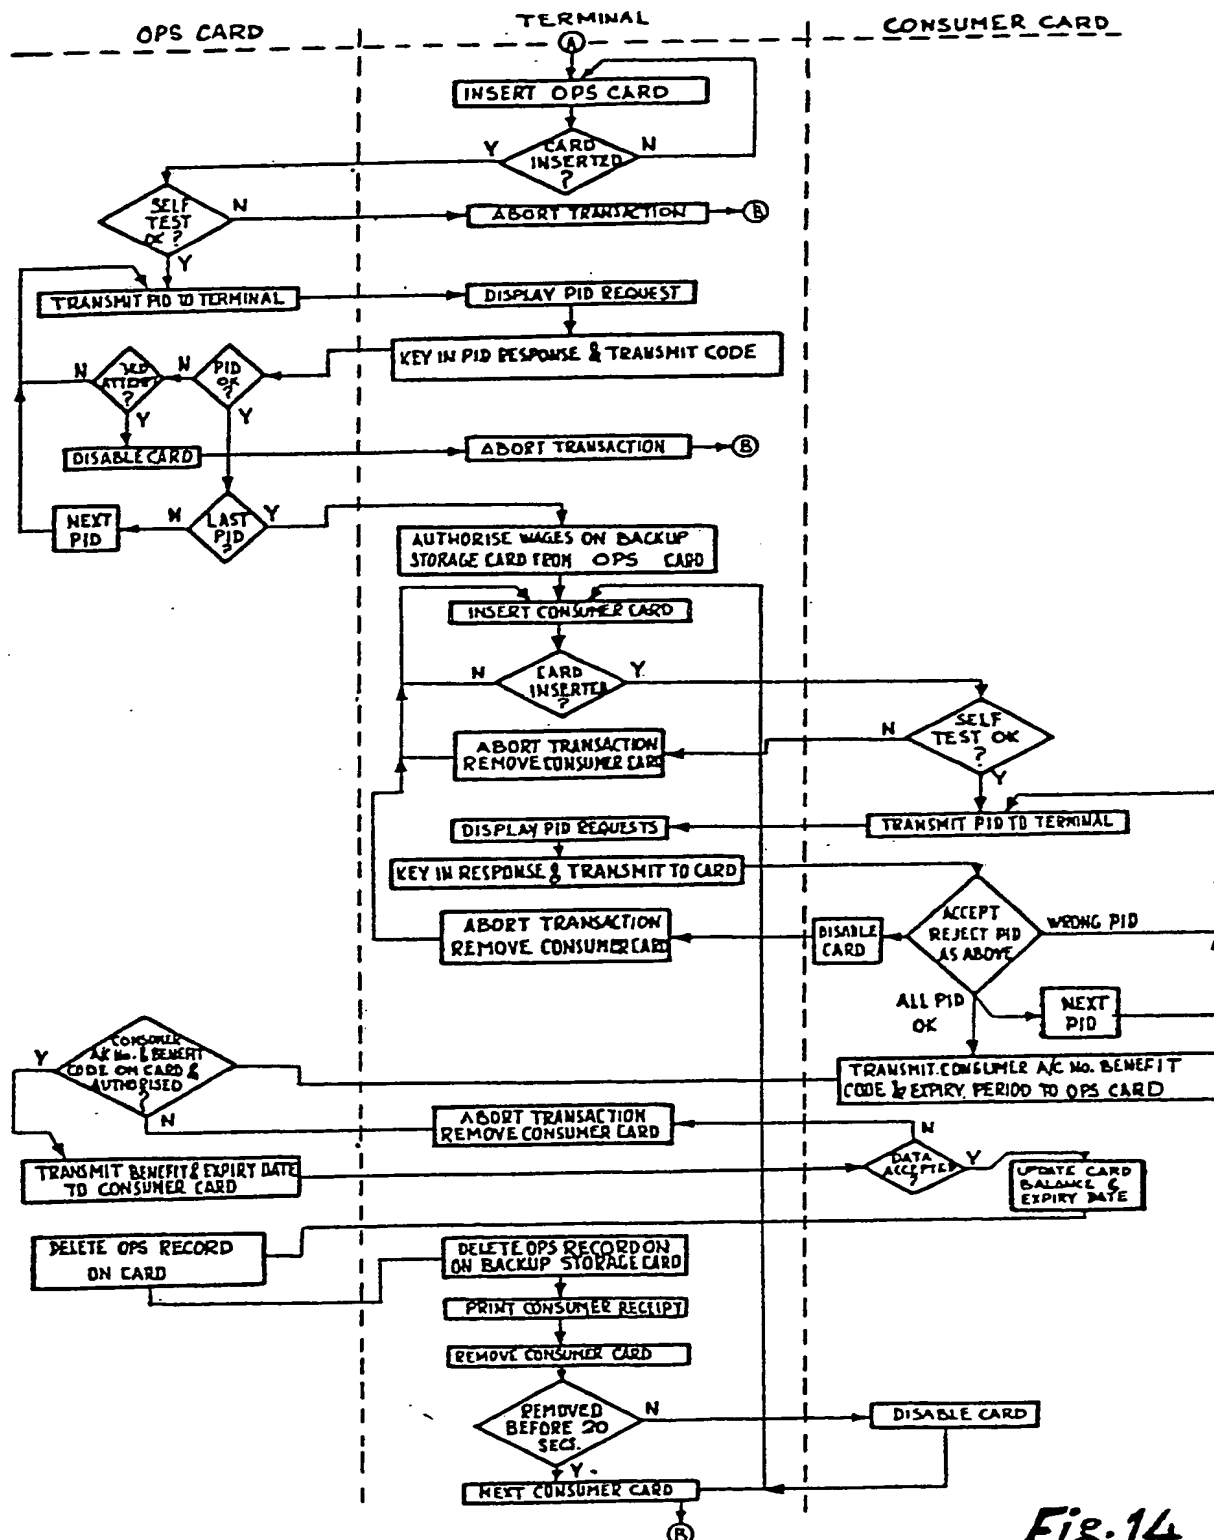 OPS CARD
TERMINAL
CONSUMER CARD
A
INSERT OPS CARD
CARD
INSERTED
?
Y
N
SELF
TEST
OK ?
N
Y
ABORT TRANSACTION
B
TRANSMIT PID TO TERMINAL
DISPLAY PID REQUEST
KEY IN PID RESPONSE & TRANSMIT CODE
N
3RD
ATTEMPT
?
N
PID
OK
?
Y
Y
DISABLE CARD
ABORT TRANSACTION
B
NEXT
PID
N
LAST
PID
?
Y
AUTHORISE WAGES ON BACKUP
STORAGE CARD FROM OPS CARD
INSERT CONSUMER CARD
N
CARD
INSERTED
?
Y
SELF
TEST OK
?
N
Y
ABORT TRANSACTION
REMOVE CONSUMER CARD
TRANSMIT PID TO TERMINAL
DISPLAY PID REQUESTS
KEY IN RESPONSE & TRANSMIT TO CARD
ACCEPT
REJECT PID
AS ABOVE
WRONG PID
DISABLE
CARD
ABORT TRANSACTION
REMOVE CONSUMER CARD
ALL PID
OK
NEXT
PID
Y
CONSUMER
A/C No. & BENEFIT
CODE ON CARD &
AUTHORISED
?
N
TRANSMIT CONSUMER A/C No. BENEFIT
CODE & EXPIRY PERIOD TO OPS CARD
ABORT TRANSACTION
REMOVE CONSUMER CARD
N
DATA
ACCEPTED
?
Y
TRANSMIT BENEFIT & EXPIRY DATE
TO CONSUMER CARD
UPDATE CARD
BALANCE &
EXPIRY DATE
DELETE OPS RECORD
ON CARD
DELETE OPS RECORD ON
ON BACKUP STORAGE CARD
PRINT CONSUMER RECEIPT
REMOVE CONSUMER CARD
REMOVED
BEFORE 20
SECS.
N
Y.
DISABLE CARD
NEXT CONSUMER CARD
B
Fig. 14